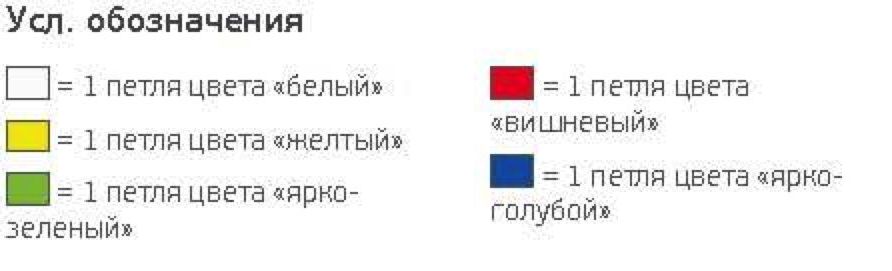 Усл. обозначения
= 1 петля цвета «белый»
= 1 петля цвета «желтый»
= 1 петля цвета «ярко-
зеленый»
= 1 петля цвета
«вишневый»
= 1 петля цвета «ярко-
голубой»